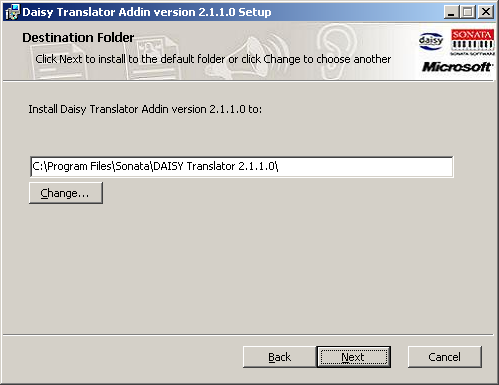 Daisy Translator Addin version 2.1.1.0 Setup
Destination Folder
Click Next to install to the default folder or click Change to choose another
daisy
SONATA
SONATA SOFTWARE
Microsoft
Install Daisy Translator Addin version 2.1.1.0 to:
C:\Program Files\Sonata\DAISY Translator 2.1.1.0\
Change...
Back Next Cancel